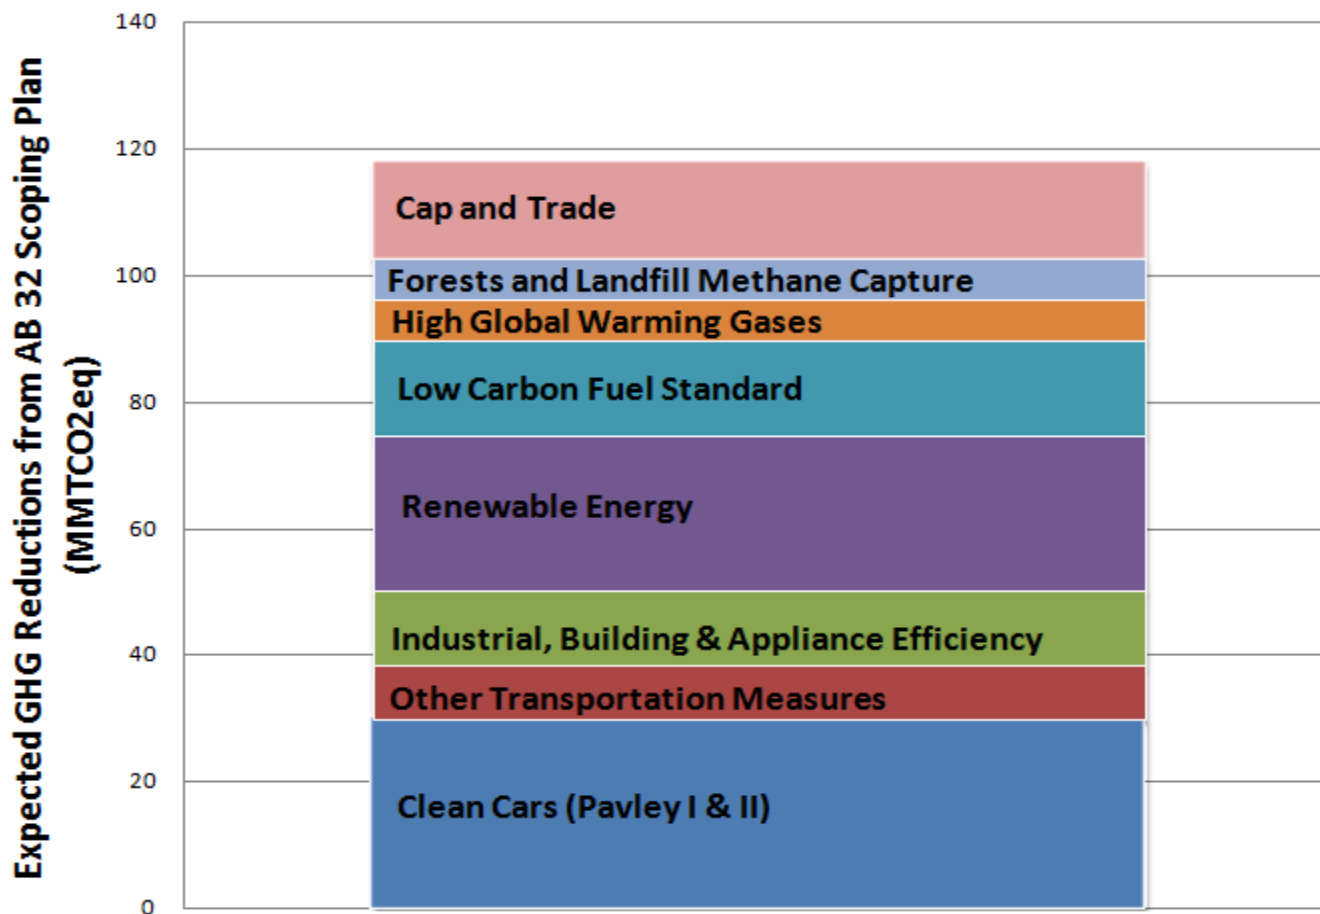 Expected GHG Reductions from AB 32 Scoping Plan
(MMTCO2eq)
140
120
100
80
60
40
20
0
Cap and Trade
Forests and Landfill Methane Capture
High Global Warming Gases
Low Carbon Fuel Standard
Renewable Energy
Industrial, Building & Appliance Efficiency
Other Transportation Measures
Clean Cars (Pavley I & II)